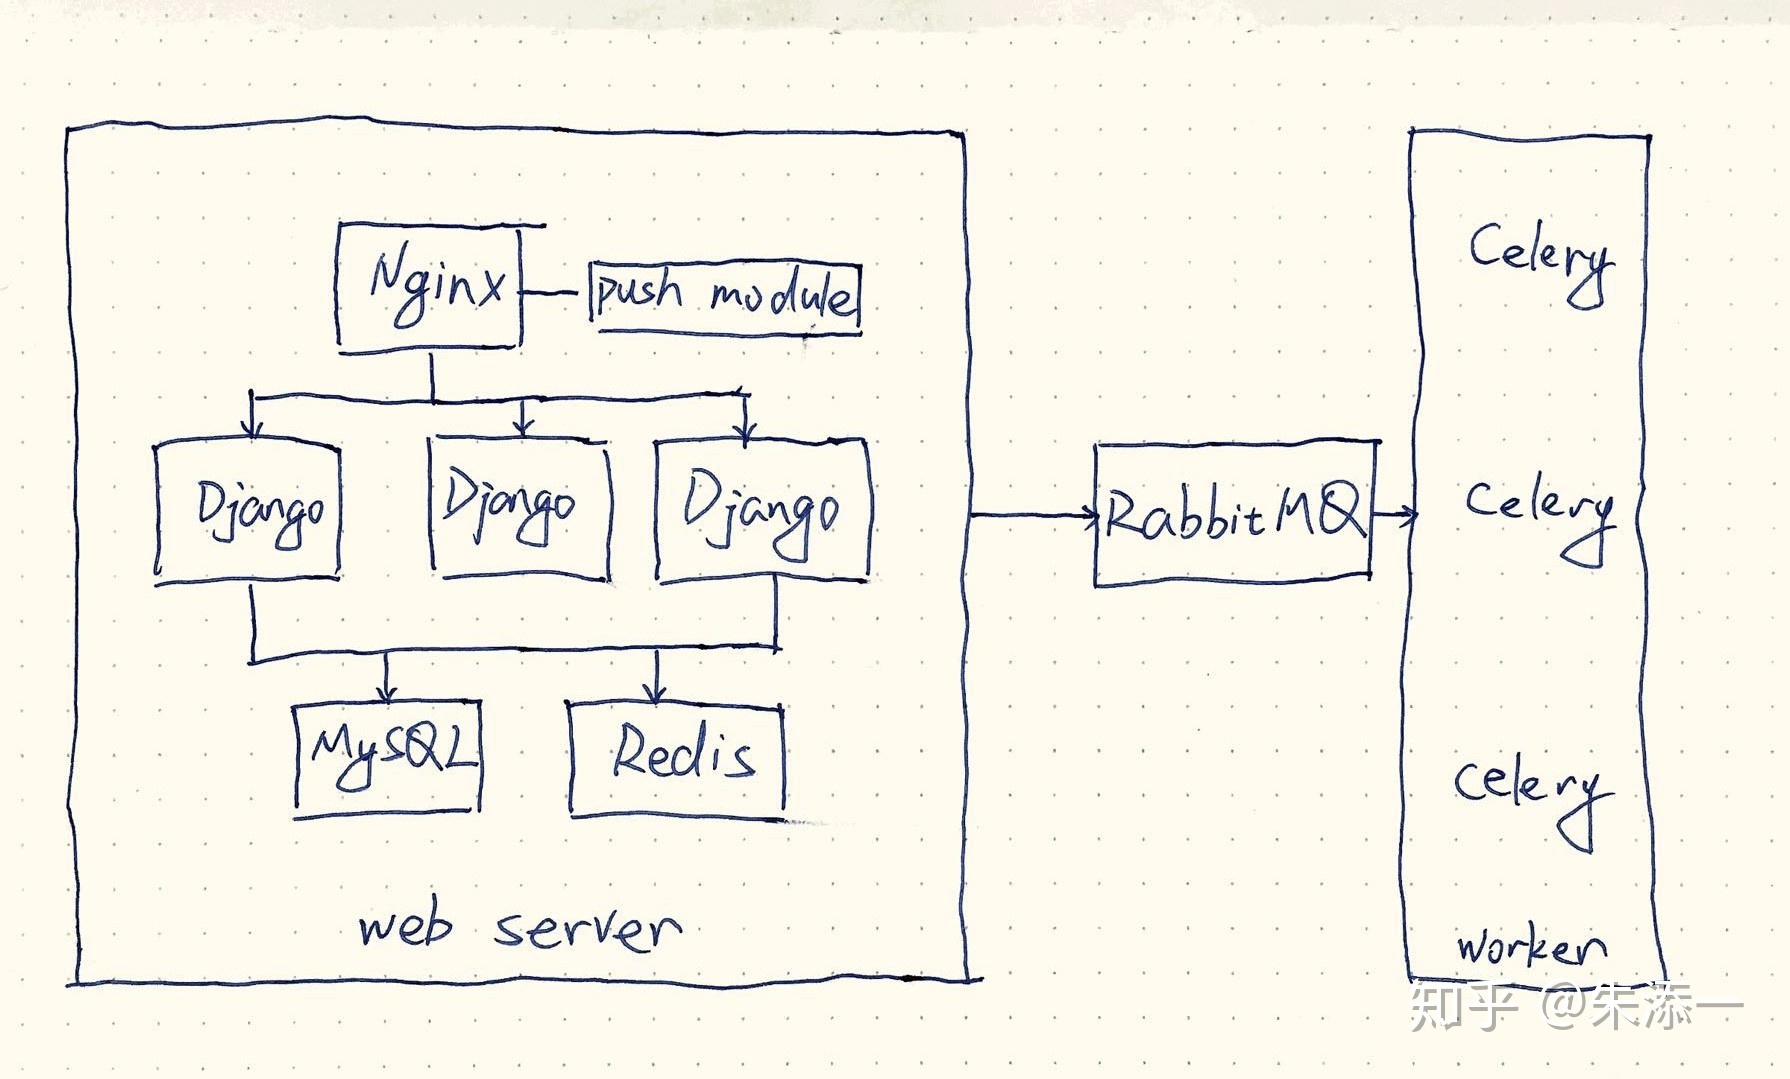 Nginx
push module
Django
Django
Django
MySQL
Redis
web server
RabbitMQ
Celery
Celery
Celery
worker
知乎 @朱添一